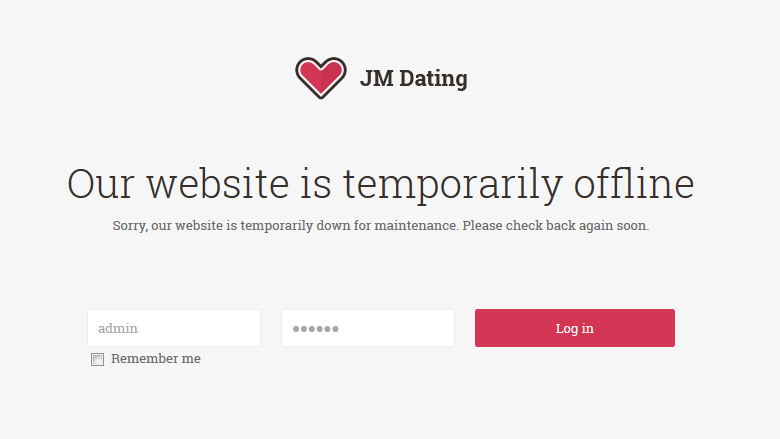 JM Dating
Our website is temporarily offline
Sorry, our website is temporarily down for maintenance. Please check back again soon.
admin
●●●●●●
Log in
Remember me